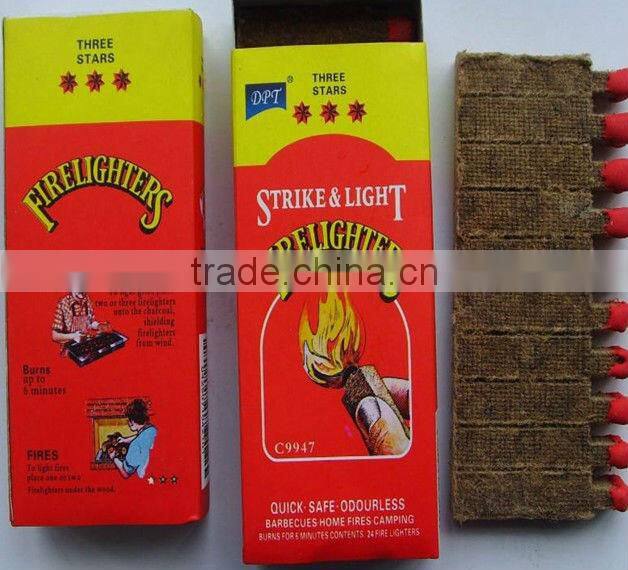 THREE
STARS
FIRELIGHTERS
two or three firelighters
onto the charcoal,
shielding
firelighters
from wind.
Burns
up to
6 minutes
FIRES
To light fires
place one or two
Firelighters under the wood.
DPT ®
THREE
STARS
STRIKE & LIGHT
FIRELIGHTERS
C9947
QUICK · SAFE · ODOURLESS
BARBECUES · HOME FIRES CAMPING
BURNS FOR 6 MINUTES CONTENTS 24 FIRE LIGHTERS
trade.china.cn